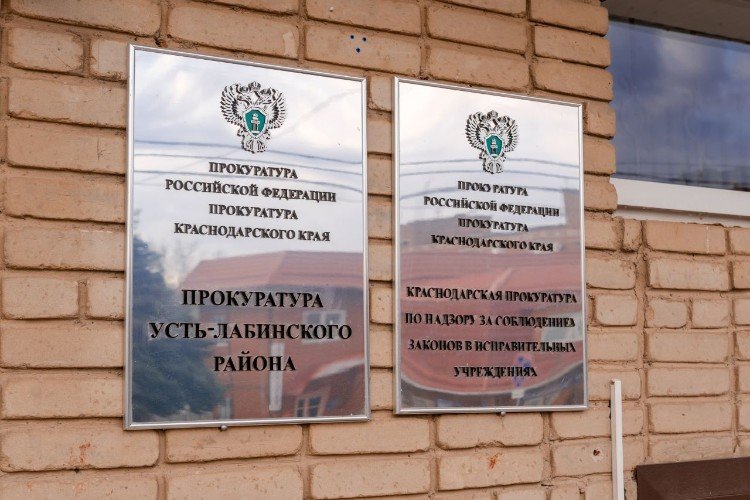 ПРОКУРАТУРА
РОССИЙСКОЙ ФЕДЕРАЦИИ
ПРОКУРАТУРА
КРАСНОДАРСКОГО КРАЯ
ПРОКУРАТУРА
УСТЬ-ЛАБИНСКОГО
РАЙОНА
ПРОКУРАТУРА
РОССИЙСКОЙ ФЕДЕРАЦИИ
ПРОКУРАТУРА
КРАСНОДАРСКОГО КРАЯ
КРАСНОДАРСКАЯ ПРОКУРАТУРА
ПО НАДЗОРУ ЗА СОБЛЮДЕНИЕМ
ЗАКОНОВ В ИСПРАВИТЕЛЬНЫХ
УЧРЕЖДЕНИЯХ